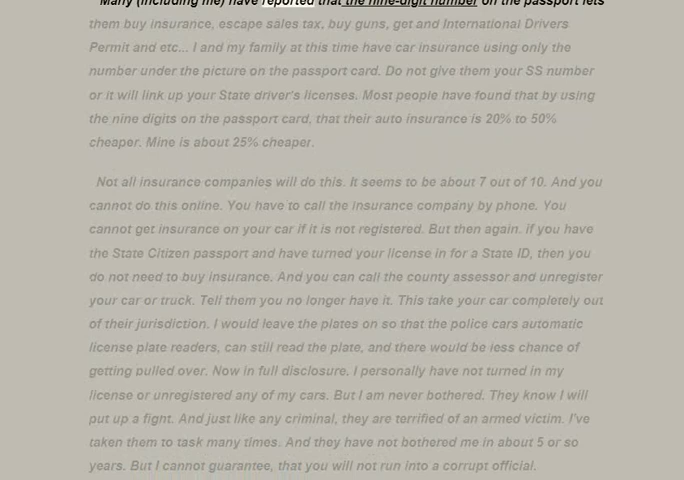 Many (including me) have reported that the nine-digit number on the passport lets
them buy insurance, escape sales tax, buy guns, get and International Drivers
Permit and etc... I and my family at this time have car insurance using only the
number under the picture on the passport card. Do not give them your SS number
or it will link up your State driver's licenses. Most people have found that by using
the nine digits on the passport card, that their auto insurance is 20% to 50%
cheaper. Mine is about 25% cheaper.
Not all insurance companies will do this. It seems to be about 7 out of 10. And you
cannot do this online. You have to call the insurance company by phone. You
cannot get insurance on your car if it is not registered. But then again. if you have
the State Citizen passport and have turned your license in for a State ID, then you
do not need to buy insurance. And you can call the county assessor and unregister
your car or truck. Tell them you no longer have it. This take your car completely out
of their jurisdiction. I would leave the plates on so that the police cars automatic
license plate readers, can still read the plate, and there would be less chance of
getting pulled over. Now in full disclosure. I personally have not turned in my
license or unregistered any of my cars. But I am never bothered. They know I will
put up a fight. And just like any criminal, they are terrified of an armed victim. I've
taken them to task many times. And they have not bothered me in about 5 or so
years. But I cannot guarantee, that you will not run into a corrupt official.